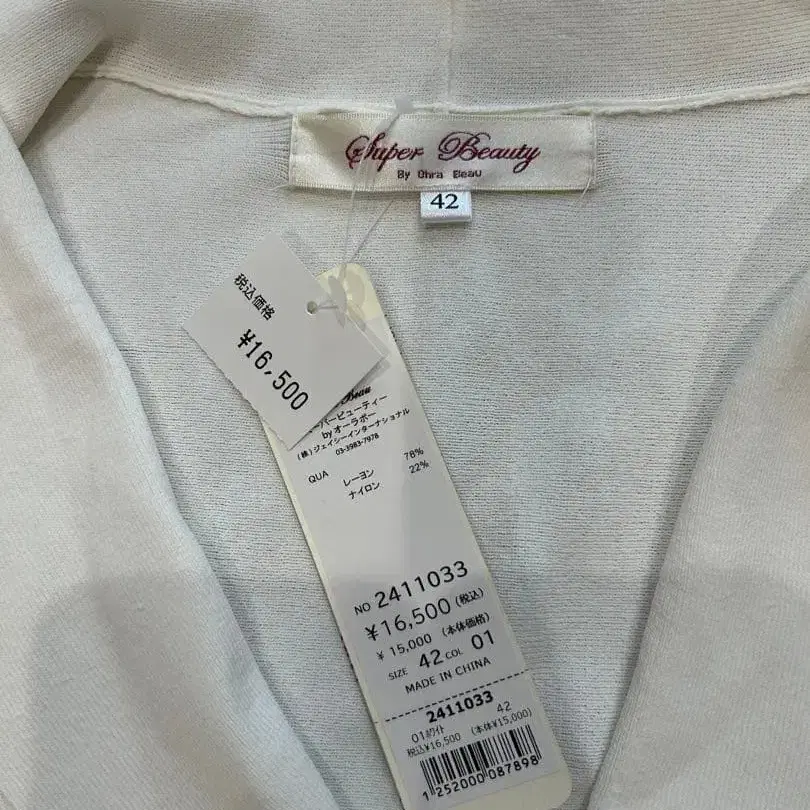 Super Beauty
By Ohra Beau
42
税込価格
¥16,500
Beau
ーパービューティー
byオーラボー
(株)ジェイシーインターナショナル
03-3983-7978
QUA レーヨン 78%
ナイロン 22%
NO 2411033
¥16,500 (税込)
¥ 15,000 (本体価格)
SIZE 42 COL 01
MADE IN CHINA
2411033
01ホワイト 42
税込¥16,500 (本体¥15,000)
1252000087898